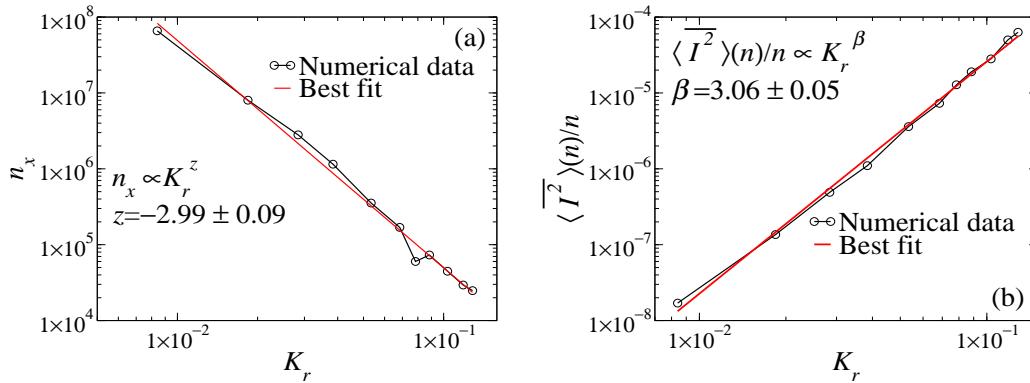 1×10^8
1×10^7
1×10^6
1×10^5
1×10^4
n_x
(a)
Numerical data
Best fit
n_x ∝K_r^z
z=−2.99 ± 0.09
1×10^-2
1×10^-1
K_r
1×10^-4
1×10^-5
1×10^-6
1×10^-7
1×10^-8
⟨ \overline{I^2} ⟩(n)/n
⟨ \overline{I^2} ⟩(n)/n ∝ K_r^β
β=3.06 ± 0.05
Numerical data
Best fit
(b)
1×10^-2
1×10^-1
K_r